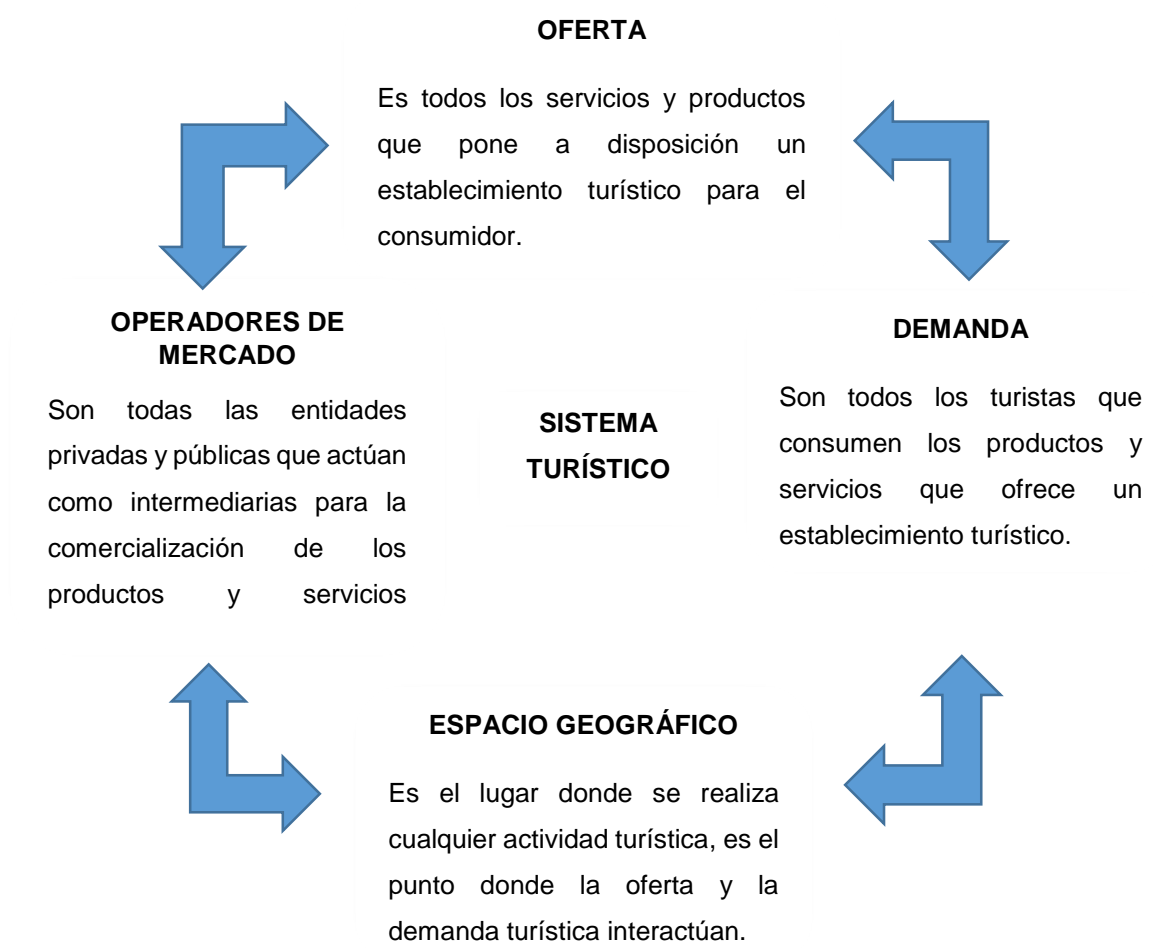 OFERTA
Es todos los servicios y productos
que pone a disposición un
establecimiento turístico para el
consumidor.
OPERADORES DE
MERCADO
Son todas las entidades
privadas y públicas que actúan
como intermediarias para la
comercialización de los
productos y servicios
SISTEMA
TURÍSTICO
DEMANDA
Son todos los turistas que
consumen los productos y
servicios que ofrece un
establecimiento turístico.
ESPACIO GEOGRÁFICO
Es el lugar donde se realiza
cualquier actividad turística, es el
punto donde la oferta y la
demanda turística interactúan.